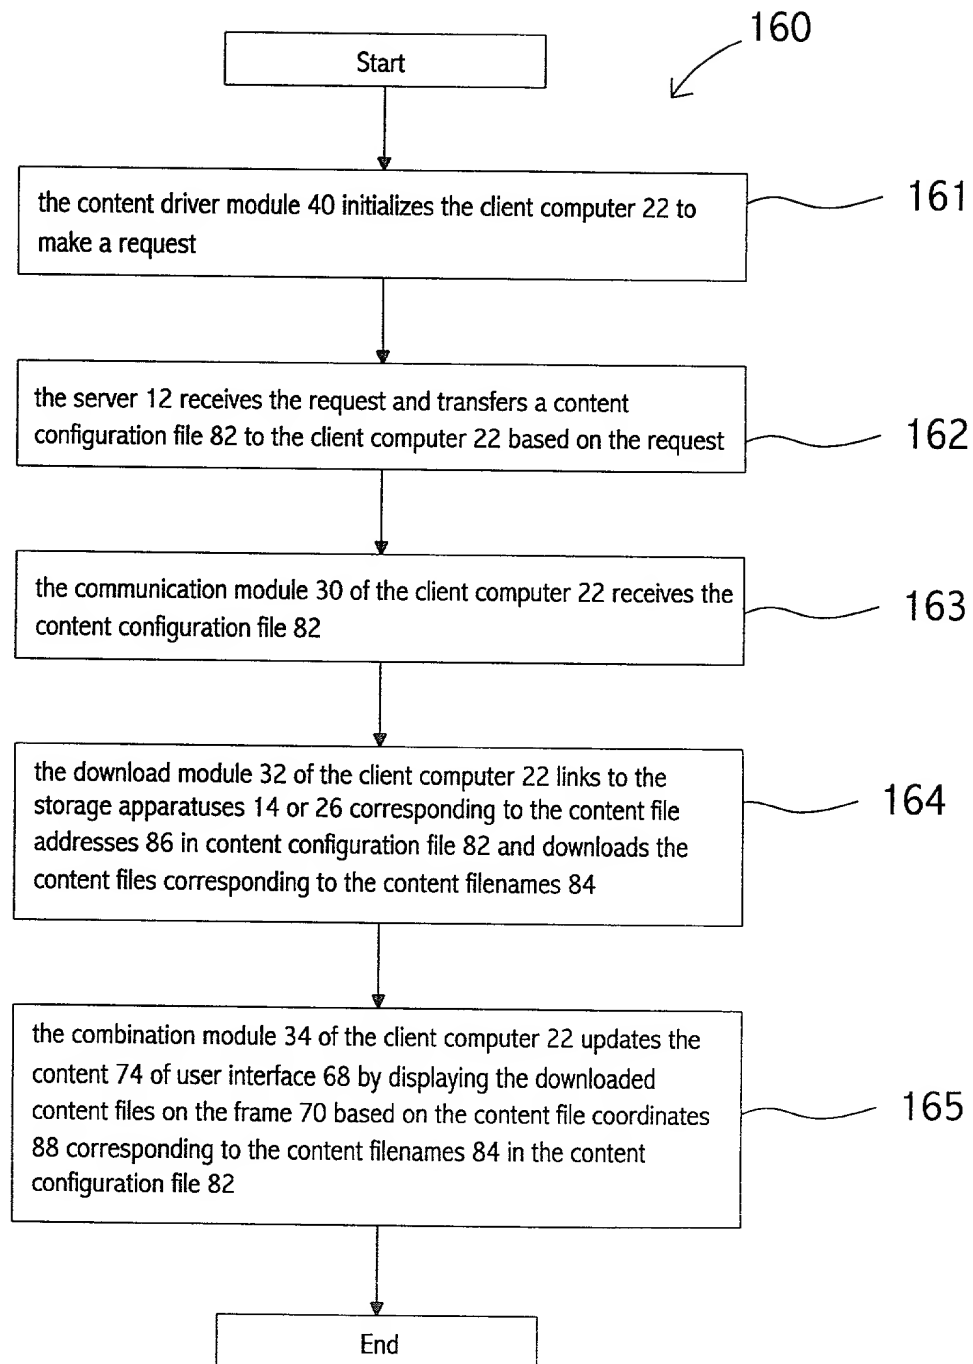 160
Start
the content driver module 40 initializes the client computer 22 to
make a request
161
the server 12 receives the request and transfers a content
configuration file 82 to the client computer 22 based on the request
162
the communication module 30 of the client computer 22 receives the
content configuration file 82
163
the download module 32 of the client computer 22 links to the
storage apparatuses 14 or 26 corresponding to the content file
addresses 86 in content configuration file 82 and downloads the
content files corresponding to the content filenames 84
164
the combination module 34 of the client computer 22 updates the
content 74 of user interface 68 by displaying the downloaded
content files on the frame 70 based on the content file coordinates
88 corresponding to the content filenames 84 in the content
configuration file 82
165
End